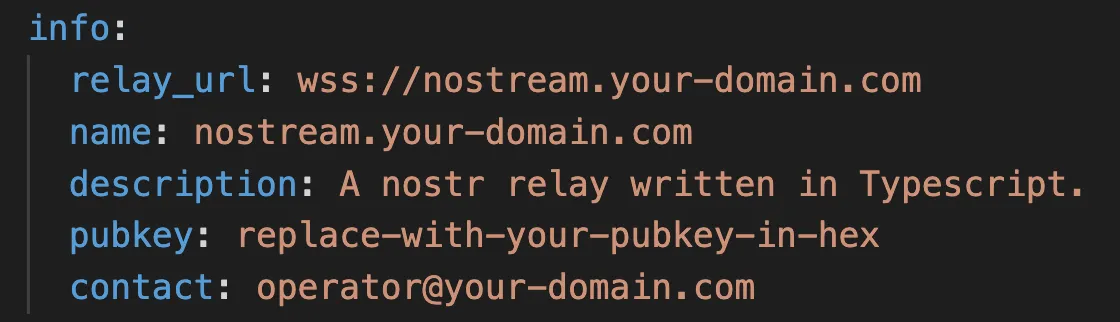 info:
relay_url: wss://nostream.your-domain.com
name: nostream.your-domain.com
description: A nostr relay written in Typescript.
pubkey: replace-with-your-pubkey-in-hex
contact: operator@your-domain.com